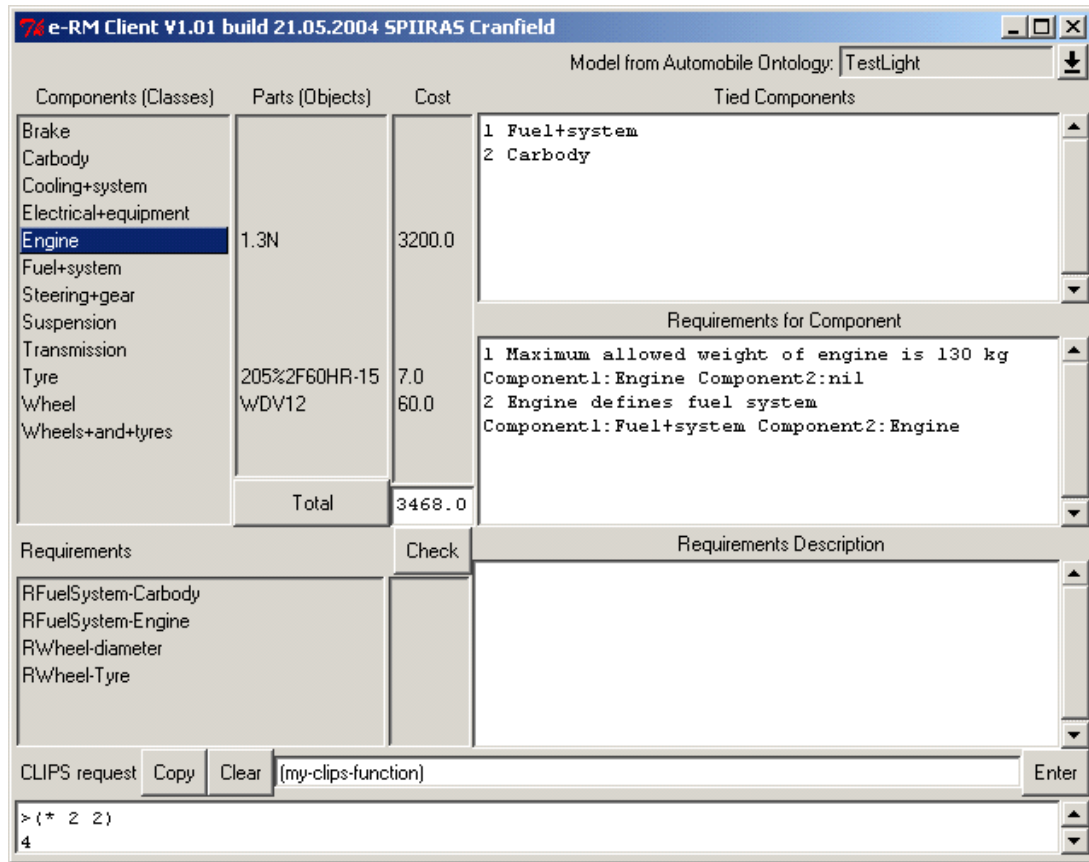 e-RM Client V1.01 build 21.05.2004 SPIIRAS Cranfield
Model from Automobile Ontology: TestLight
Components (Classes) Parts (Objects) Cost Tied Components
Brake
Carbody
Cooling+system
Electrical+equipment
Engine 1.3N 3200.0
Fuel+system
Steering+gear
Suspension
Transmission
Tyre 205%2F60HR-15 7.0
Wheel WDV12 60.0
Wheels+and+tyres
Total 3468.0
1 Fuel+system
2 Carbody
Requirements for Component
1 Maximum allowed weight of engine is 130 kg
Component1:Engine Component2:nil
2 Engine defines fuel system
Component1:Fuel+system Component2:Engine
Requirements Check Requirements Description
RFuelSystem-Carbody
RFuelSystem-Engine
RWheel-diameter
RWheel-Tyre
CLIPS request Copy Clear (my-clips-function) Enter
>(* 2 2)
4